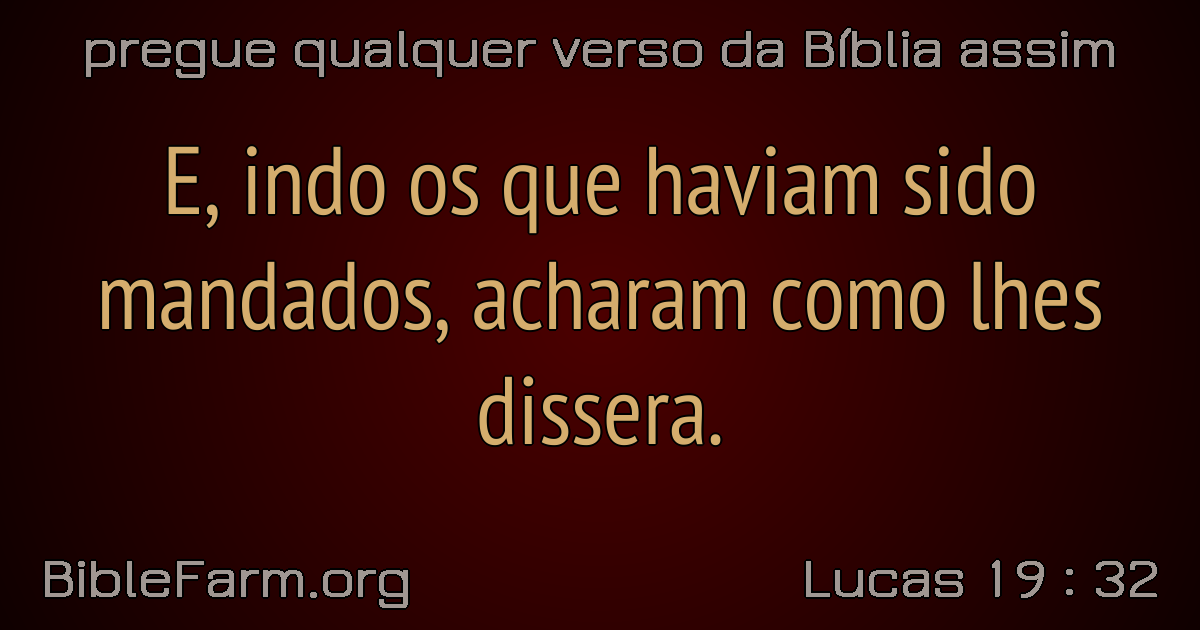 pregue qualquer verso da Bíblia assim
E, indo os que haviam sido
mandados, acharam como lhes
dissera.
BibleFarm.org
Lucas 19 : 32